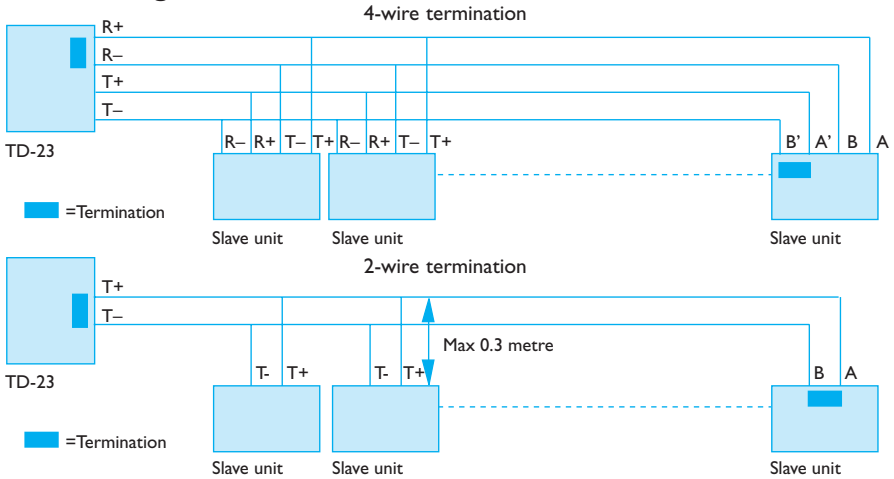 4-wire termination
R+
R–
T+
T–
TD-23
R– R+ T– T+ R– R+ T– T+ B’ A’ B A
=Termination
Slave unit Slave unit Slave unit
2-wire termination
T+
T–
Max 0.3 metre
TD-23
T- T+ T- T+ B A
=Termination
Slave unit Slave unit Slave unit